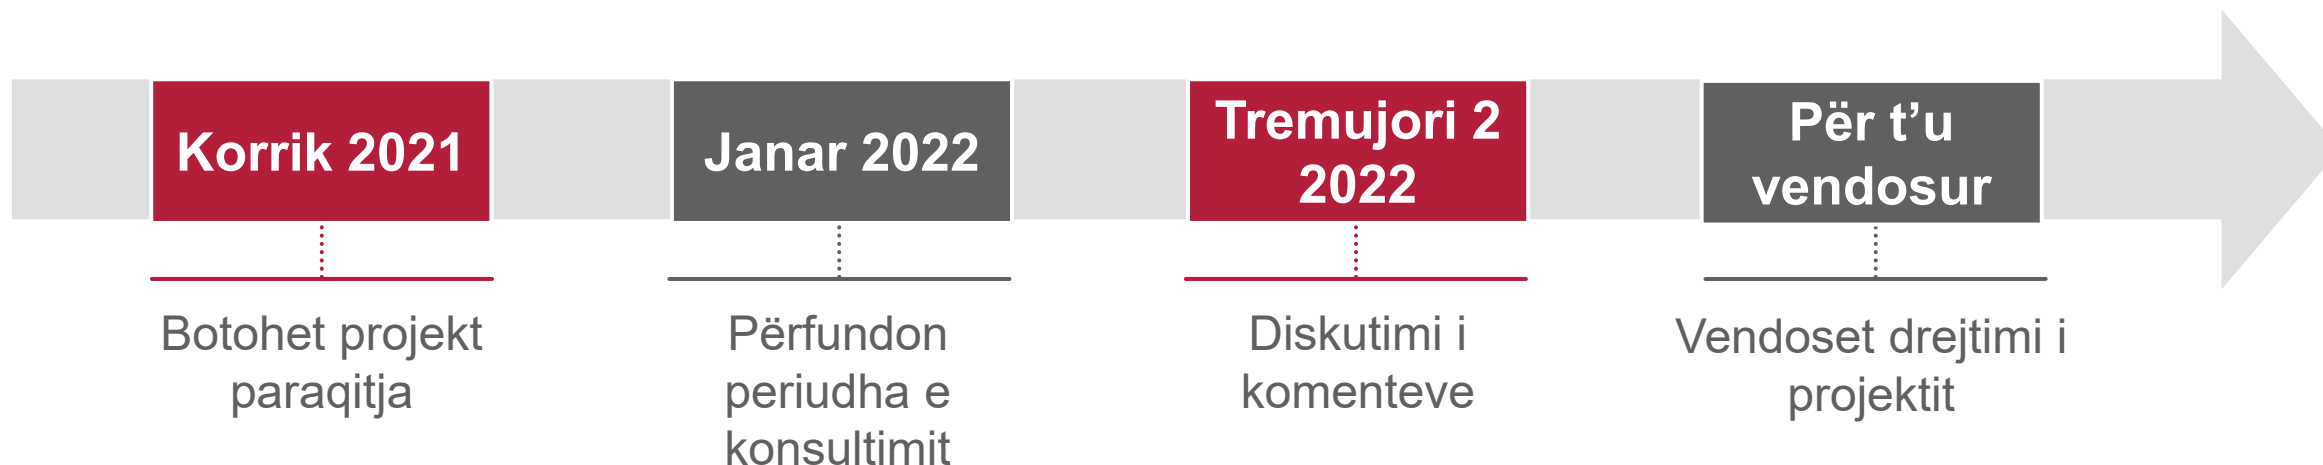 Korrik 2021
Janar 2022
Tremujori 2
2022
Për t’u
vendosur
Botohet projekt
paraqitja
Përfundon
periudha e
konsultimit
Diskutimi i
komenteve
Vendoset drejtimi i
projektit